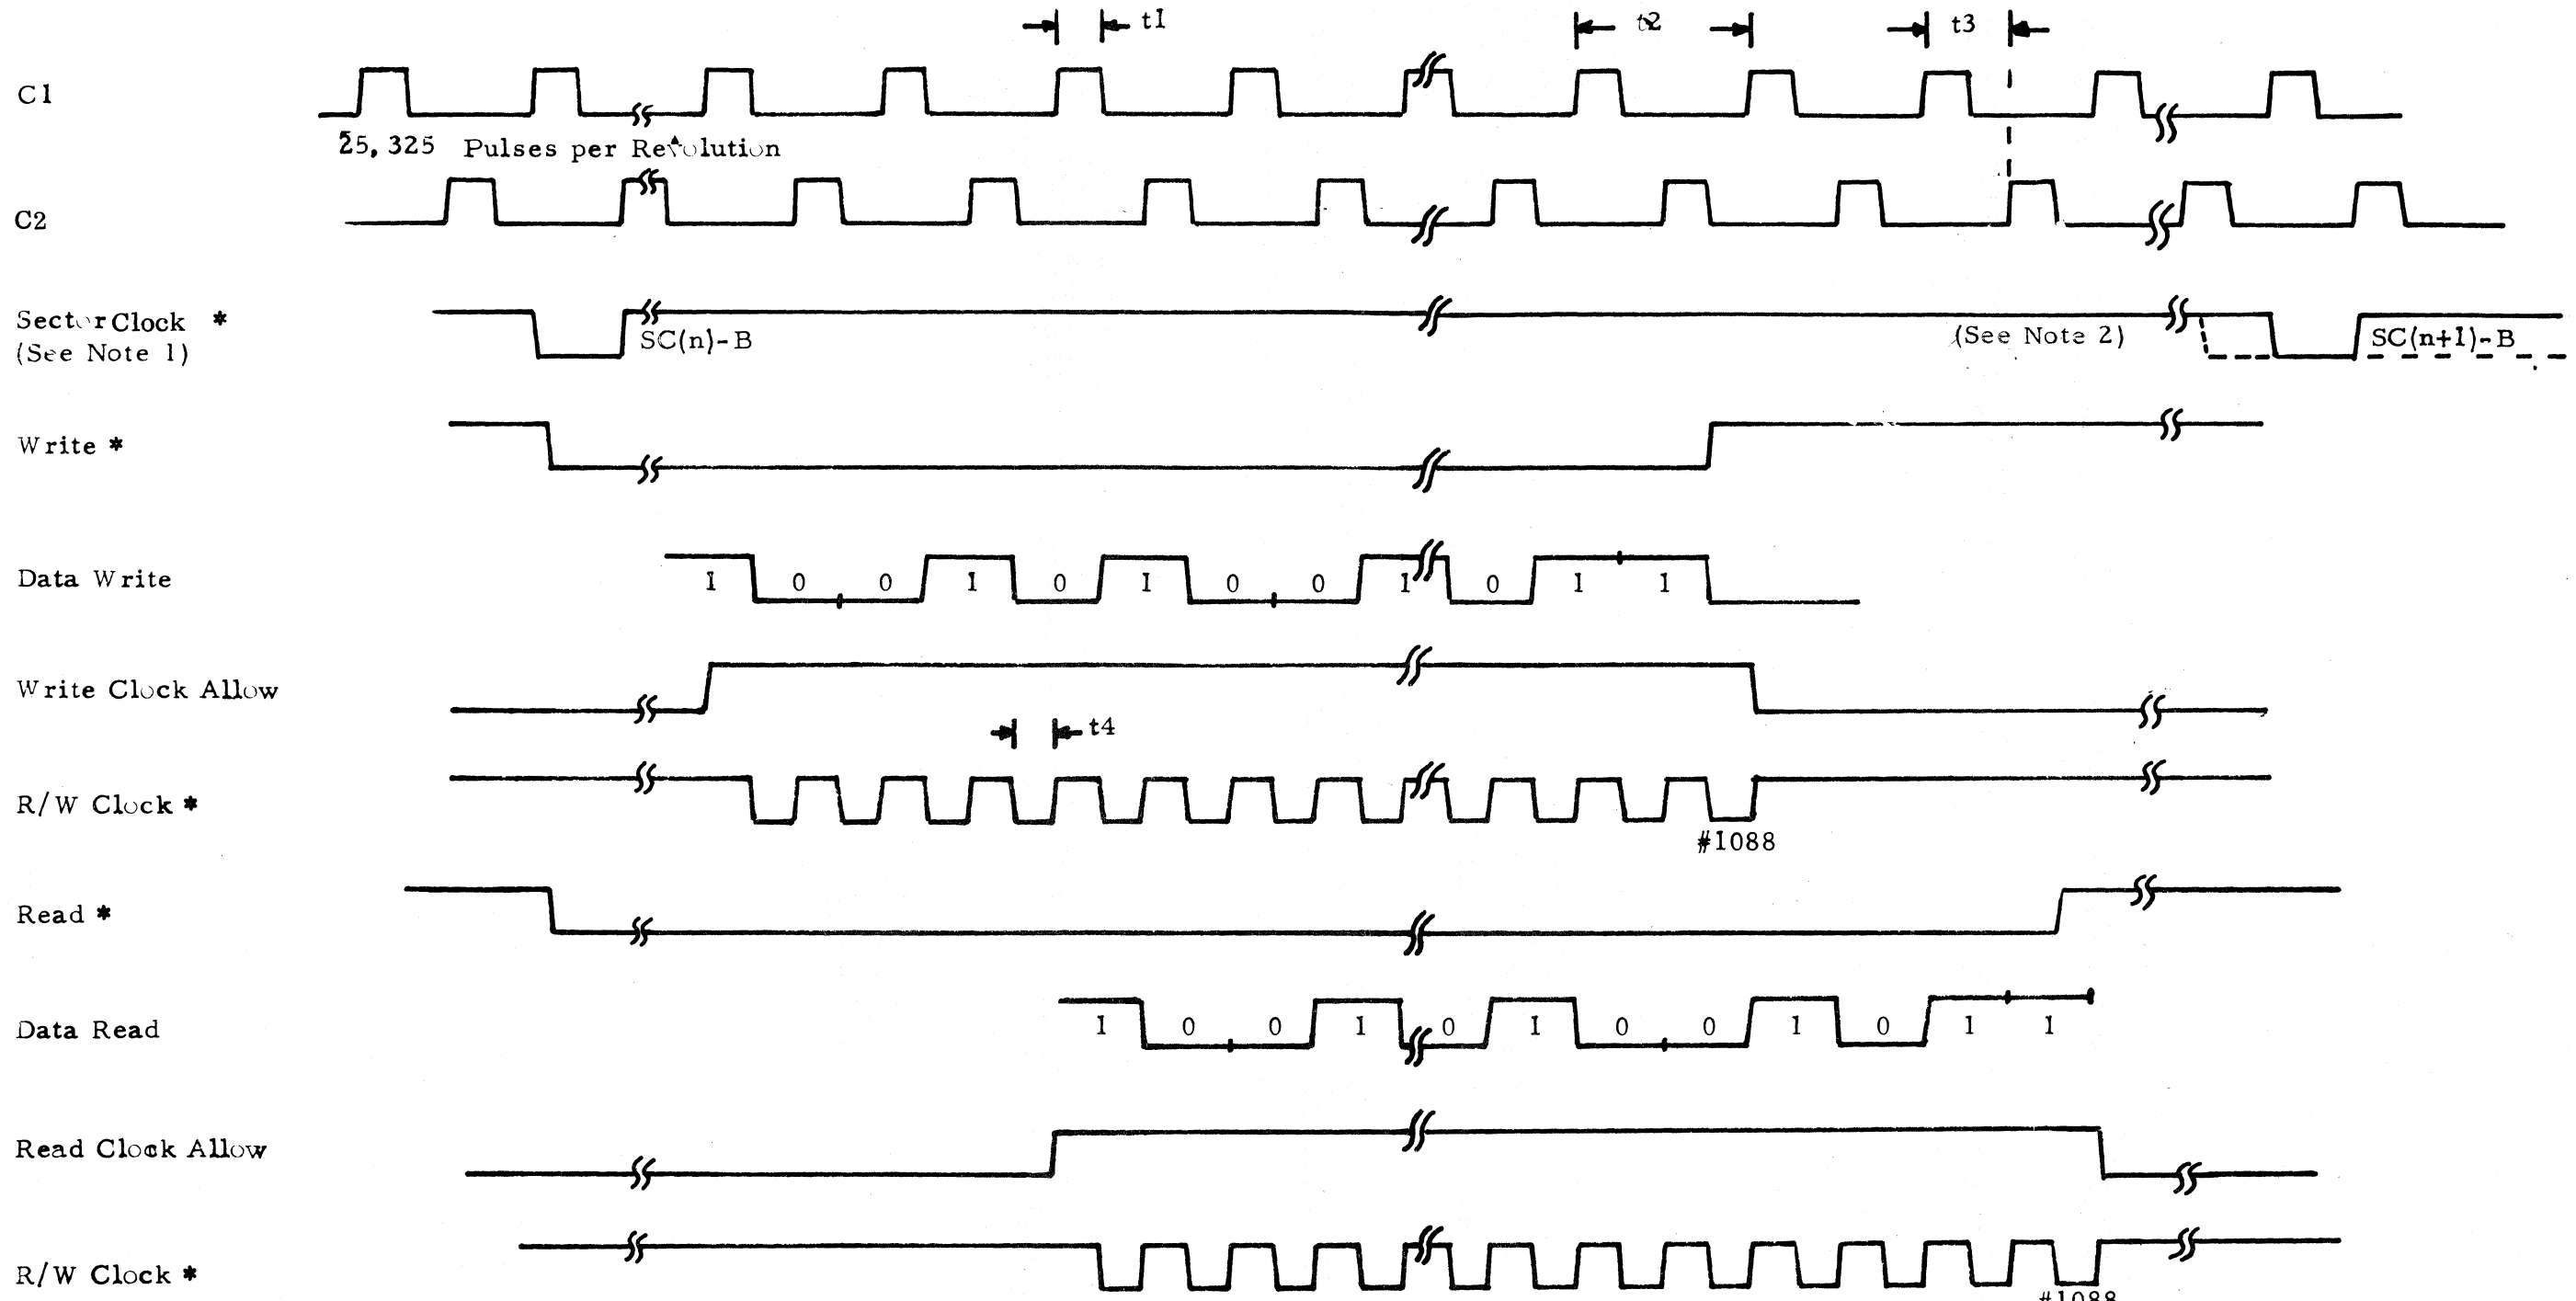 t1 t2 t3
C1
25,325 Pulses per Revolution
C2
Sector Clock *
(See Note 1)
SC(n)-B
(See Note 2)
SC(n+1)-B
Write *
Data Write
1 0 0 1 0 1 0 0 1 0 1 1
Write Clock Allow
t4
R/W Clock *
#1088
Read *
Data Read
1 0 0 1 0 1 0 0 1 0 1 1
Read Clock Allow
R/W Clock *
#1088